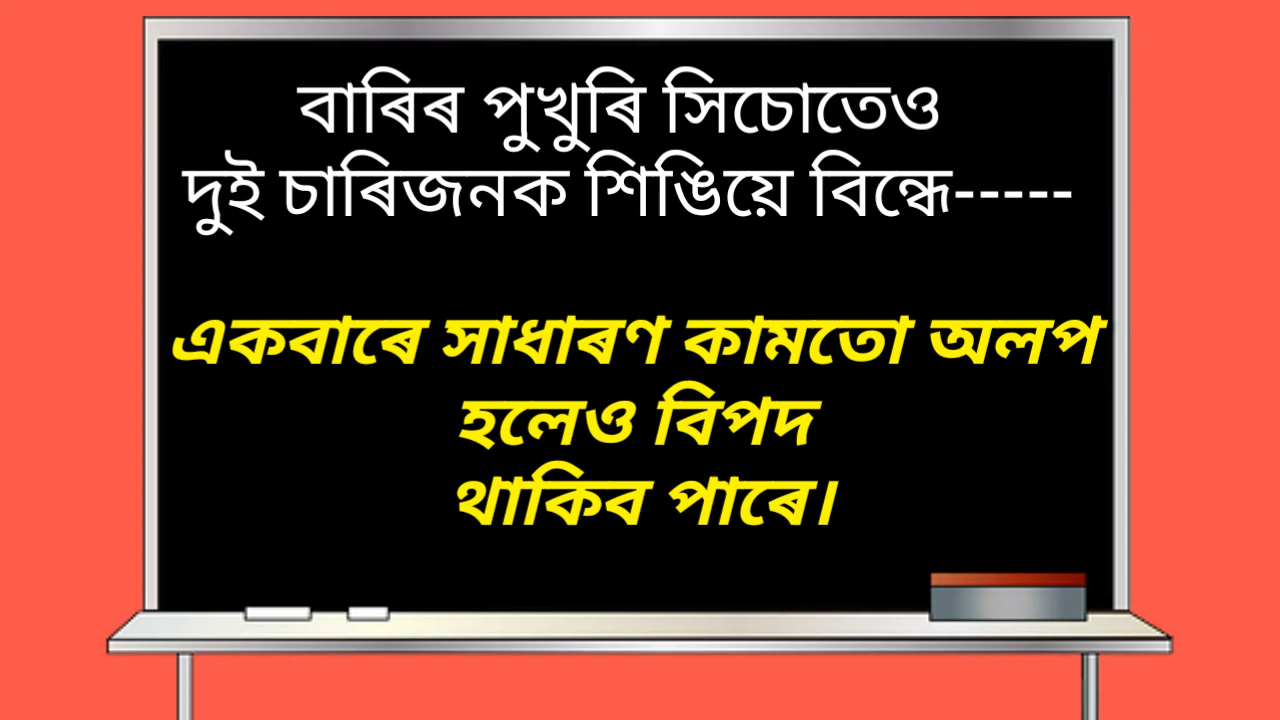 বাৰিৰ পুখুৰি সিচোতেও
দুই চাৰিজনক শিঙিয়ে বিন্ধে-----
একবাৰে সাধাৰণ কামতো অলপ
হলেও বিপদ
থাকিব পাৰে।